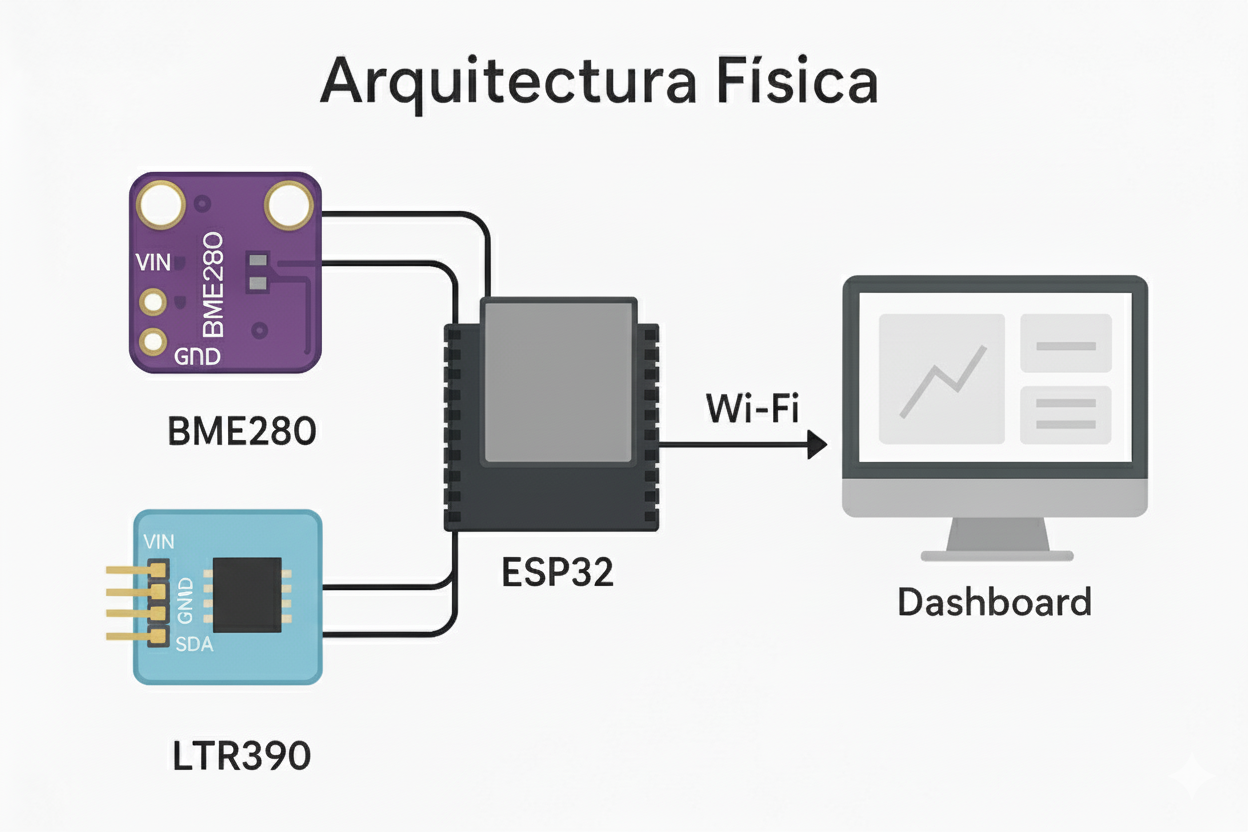 Arquitectura Física
VIN
BME280
GND
BME280
Wi-Fi
VIN
GND
SDA
ESP32
Dashboard
LTR390